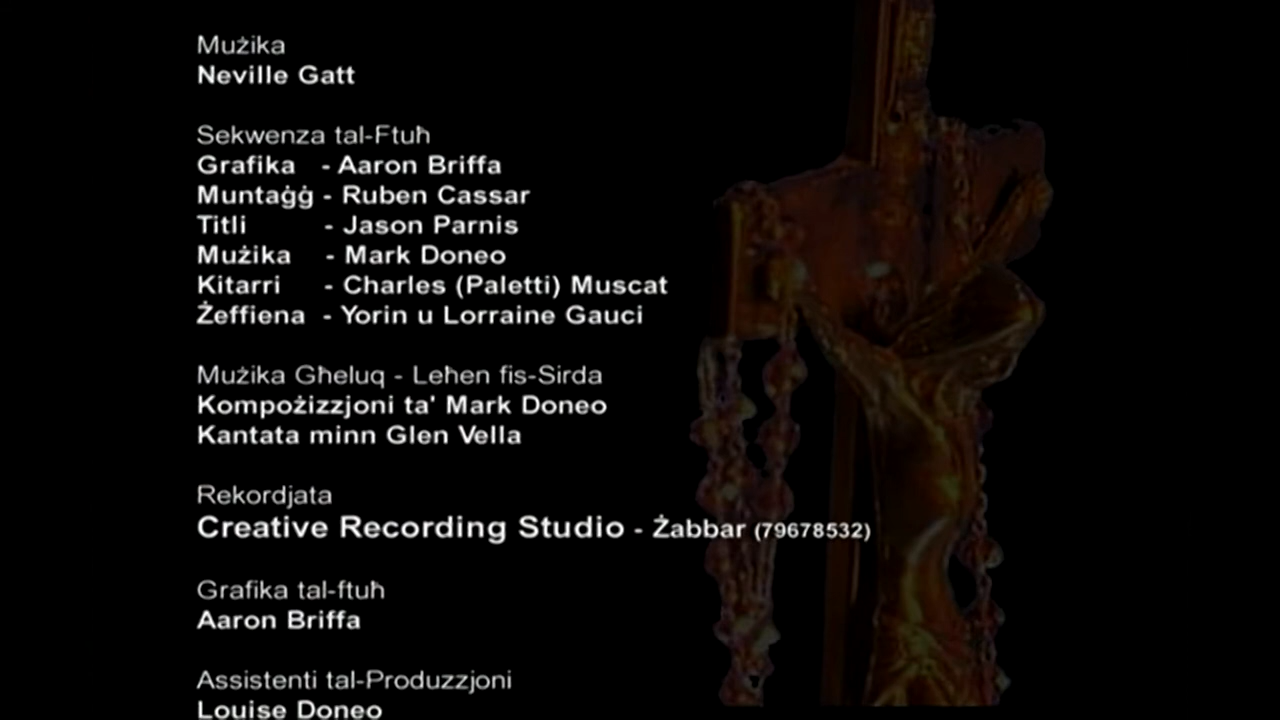 Mużika
Neville Gatt
Sekwenza tal-Ftuħ
Grafika - Aaron Briffa
Muntaġġ - Ruben Cassar
Titli - Jason Parnis
Mużika - Mark Doneo
Kitarri - Charles (Paletti) Muscat
Żeffiena - Yorin u Lorraine Gauci
Mużika Għeluq - Leħen fis-Sirda
Kompożizzjoni ta' Mark Doneo
Kantata minn Glen Vella
Rekordjata
Creative Recording Studio - Żabbar (79678532)
Grafika tal-ftuħ
Aaron Briffa
Assistenti tal-Produzzjoni
Louise Doneo